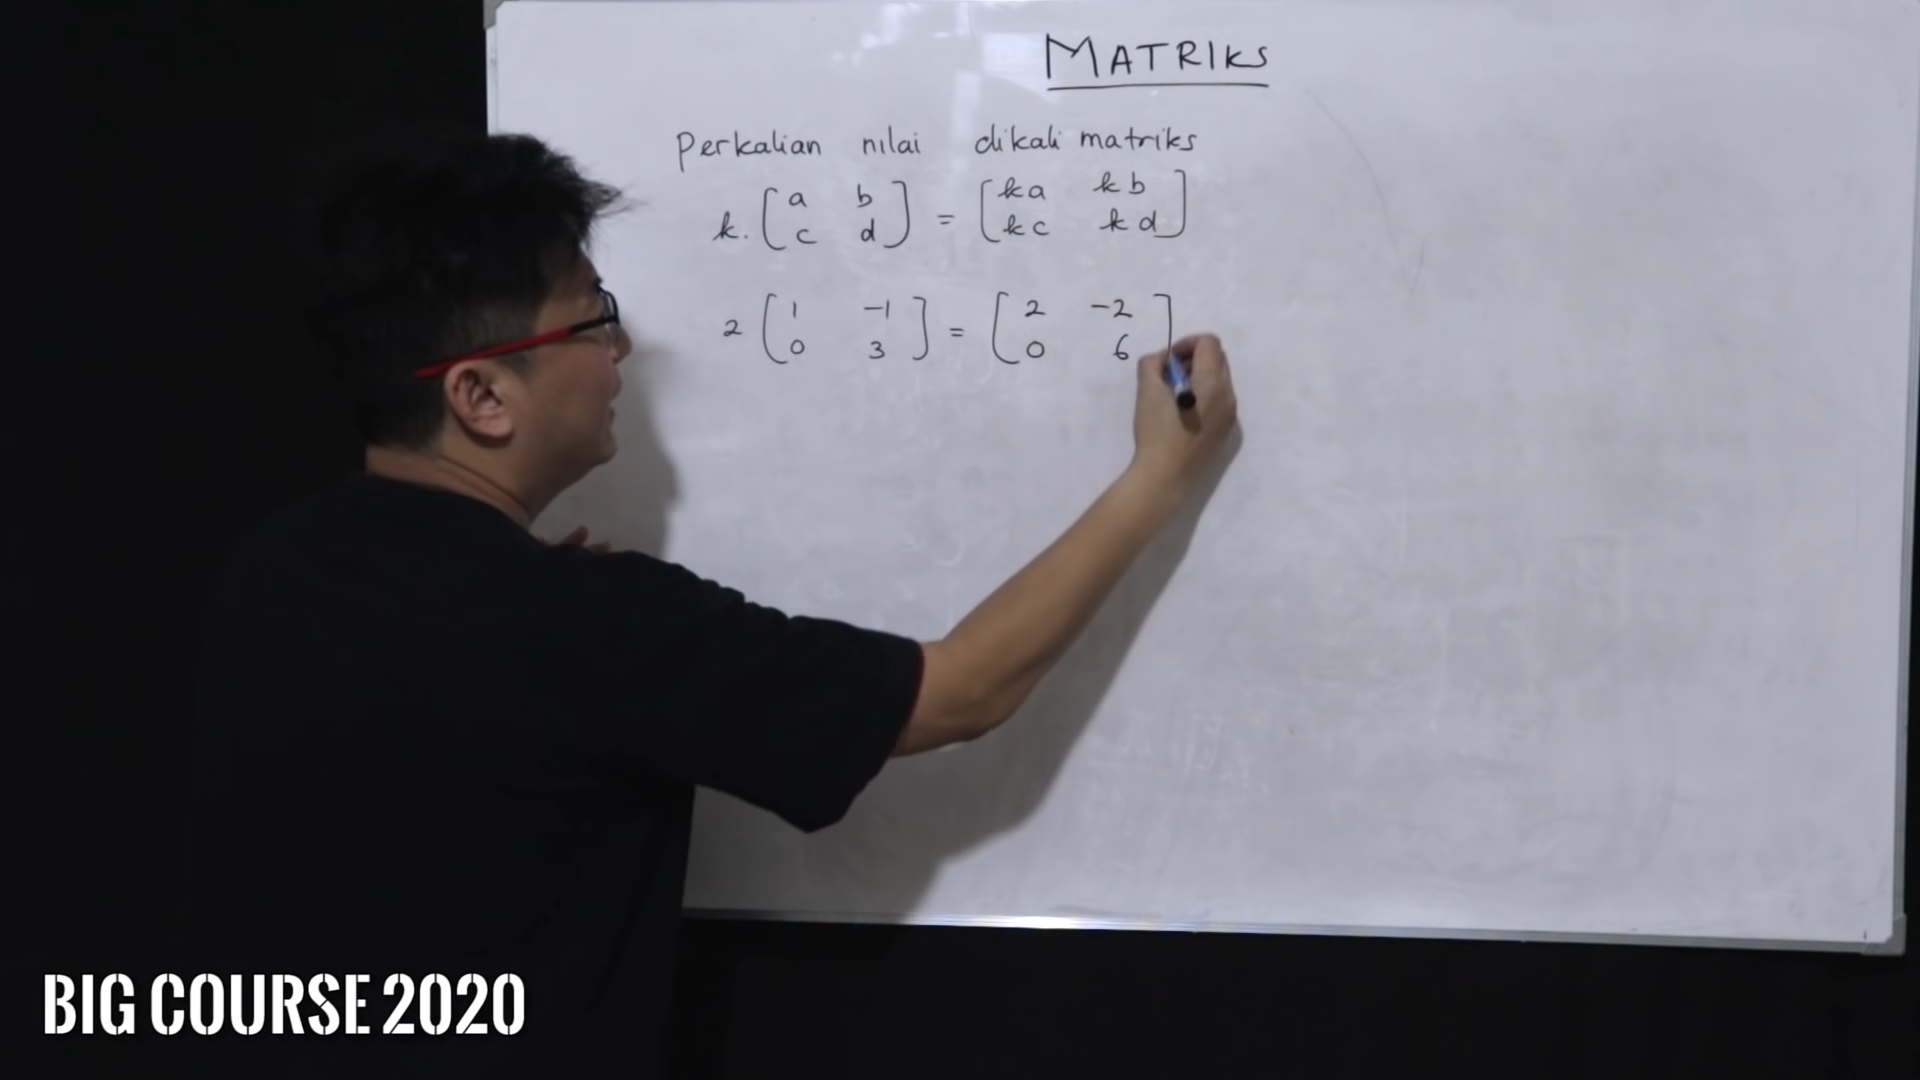 MATRIKS
Perkalian nilai dikali matriks
k. [a b
c d] = [ka kb
kc kd]
2 [1 -1
0 3] = [2 -2
0 6]
BIG COURSE 2020